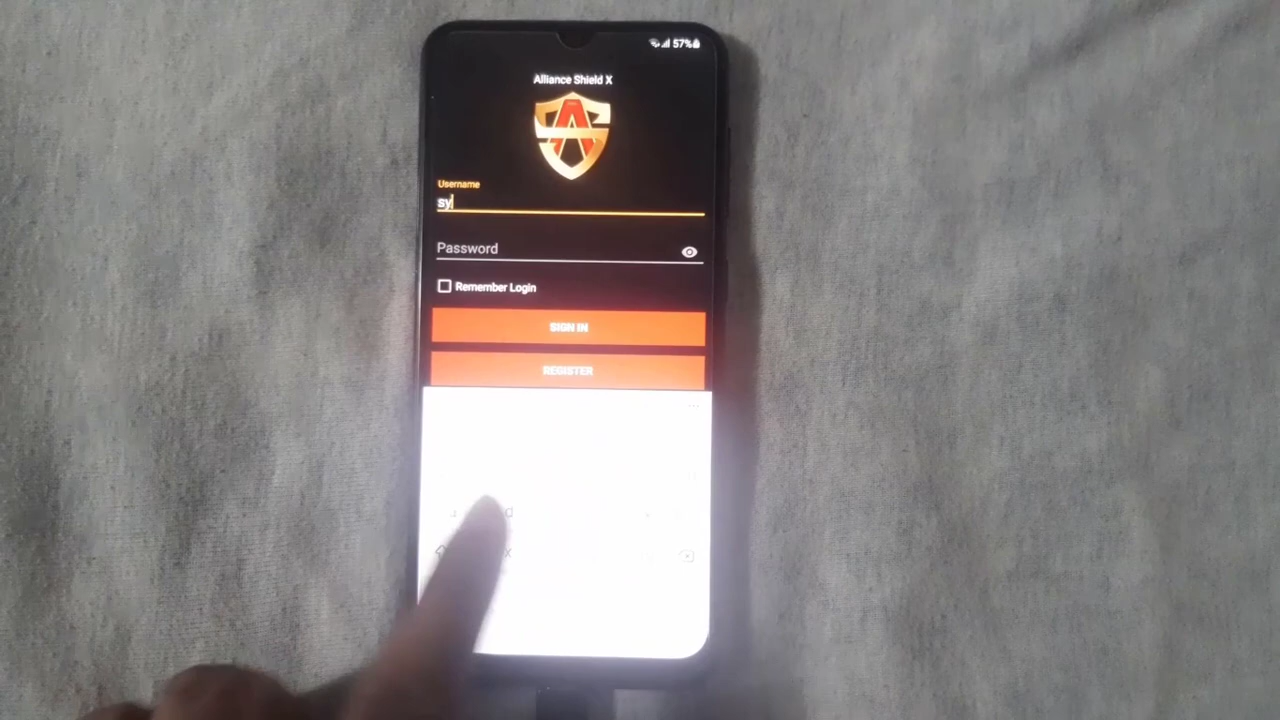 57%
Alliance Shield X
Username
sy
Password
Remember Login
SIGN IN
REGISTER
d
X